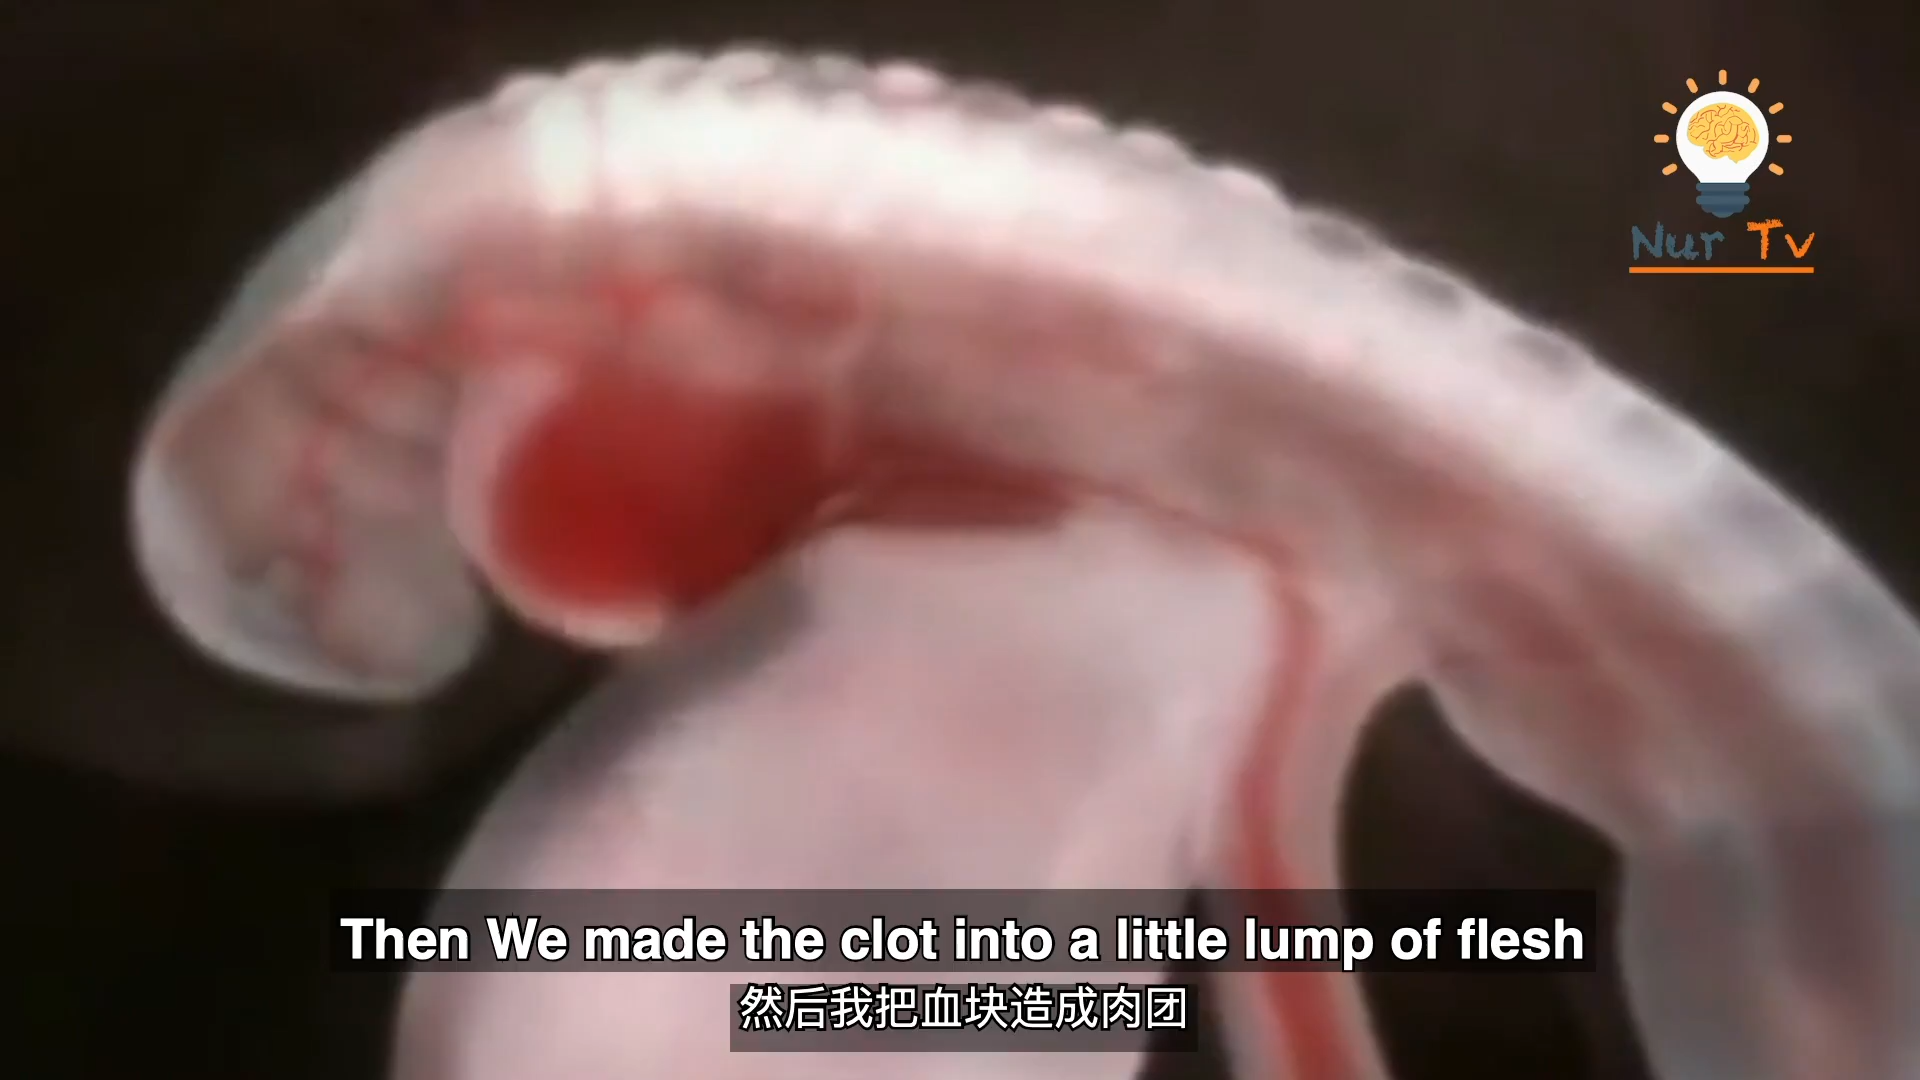 Nur Tv
Then We made the clot into a little lump of flesh
然后我把血块造成肉团